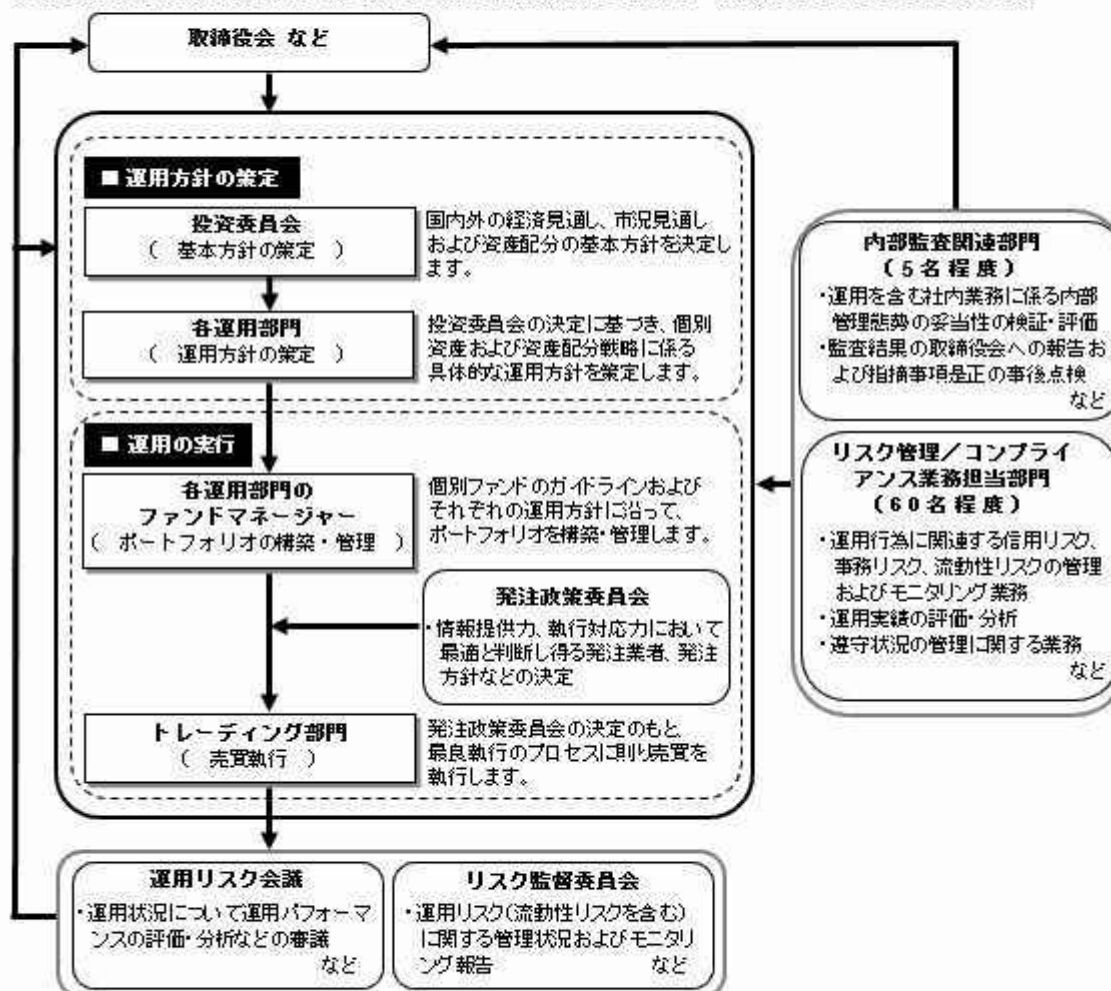 取締役会 など
■ 運用方針の策定
投資委員会
( 基本方針の策定 )
国内外の経済見通し、市況見通し
および資産配分の基本方針を決定し
ます。
各運用部門
( 運用方針の策定 )
投資委員会の決定に基づき、個別
資産および資産配分戦略に係る
具体的な運用方針を策定します。
■ 運用の実行
各運用部門の
ファンドマネージャー
( ポートフォリオの構築・管理 )
個別ファンドのガイドラインおよび
それぞれの運用方針に沿って、
ポートフォリオを構築・管理します。
発注政策委員会
・情報提供力、執行対応力において
最適と判断し得る発注業者、発注
方針などの決定
トレーディング部門
( 売買執行 )
発注政策委員会の決定のもと
最良執行のプロセスに則り売買を
執行します。
内部監査関連部門
(5名程度)
・運用を含む社内業務に係る内部
管理態勢の妥当性の検証・評価
・監査結果の取締役会への報告お
よび指摘事項是正の事後点検
など
リスク管理/コンプライ
アンス業務担当部門
(60名程度)
・運用行為に関連する信用リスク、
事務リスク、流動性リスクの管理
およびモニタリング業務
・運用実績の評価・分析
・遵守状況の管理に関する業務
など
運用リスク会議
・運用状況について運用パフォーマ
ンスの評価・分析などの審議
など
リスク監督委員会
・運用リスク(流動性リスクを含む)
に関する管理状況およびモニタリ
ング報告 など